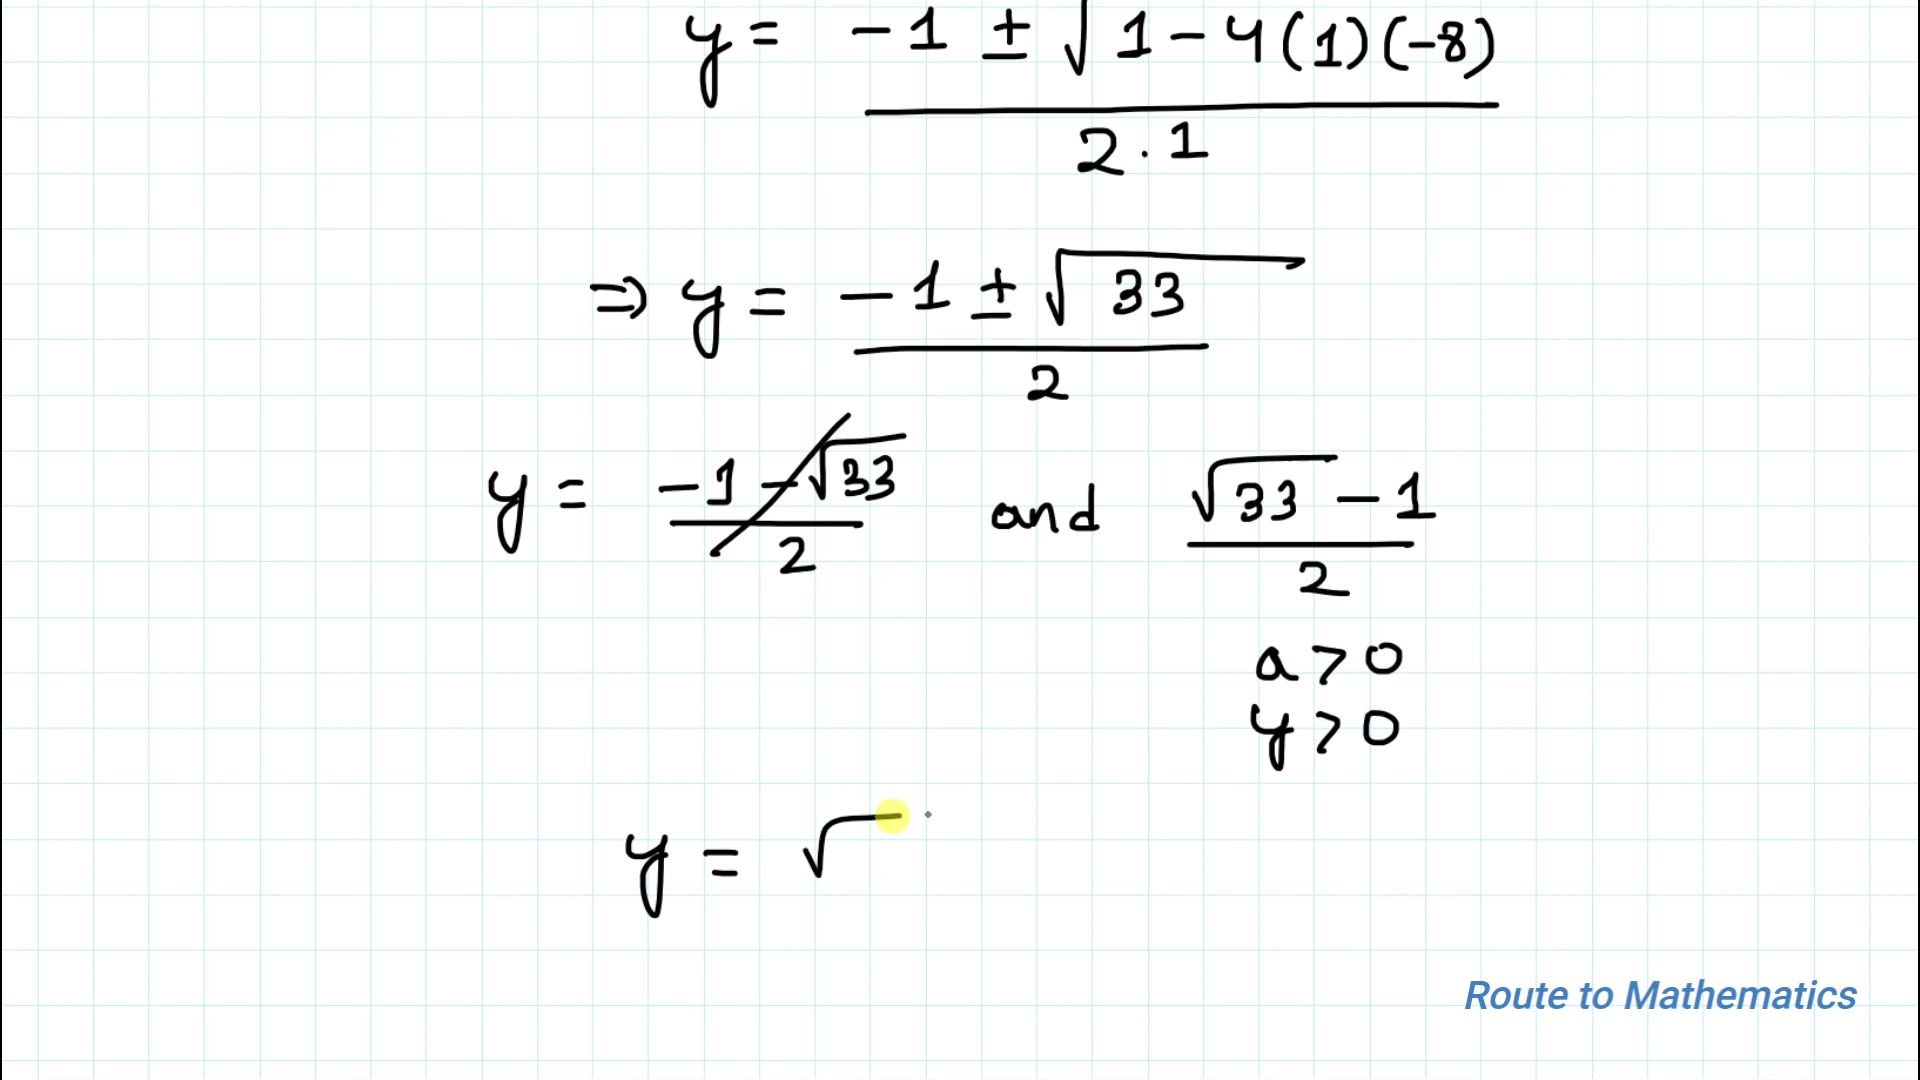 y = -1 ± √1-4(1)(-8)
2 . 1
⇒ y = -1 ± √33
2
y = -1 -√33 and √33 - 1
2 2
a > 0
y > 0
y = √
Route to Mathematics